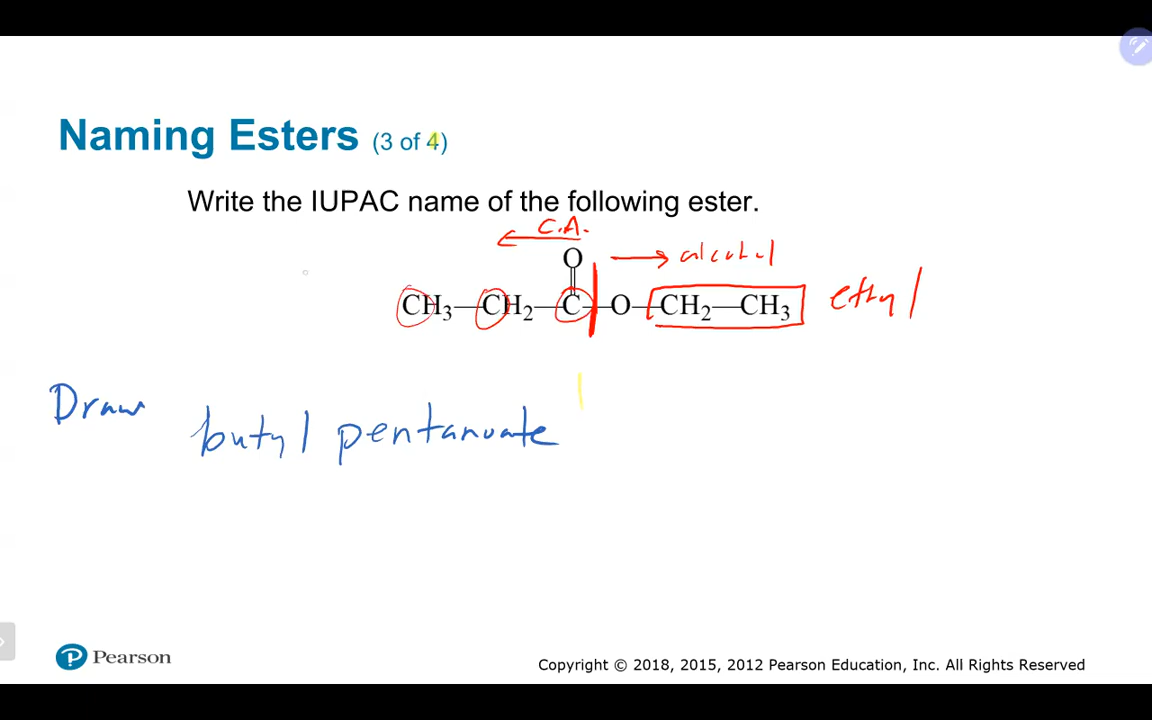 Naming Esters (3 of 4)
Write the IUPAC name of the following ester.
C.A.
O
alcohol
CH3—CH2—C—O—CH2—CH3 ethyl
Draw
butyl pentanoate
Pearson
Copyright © 2018, 2015, 2012 Pearson Education, Inc. All Rights Reserved